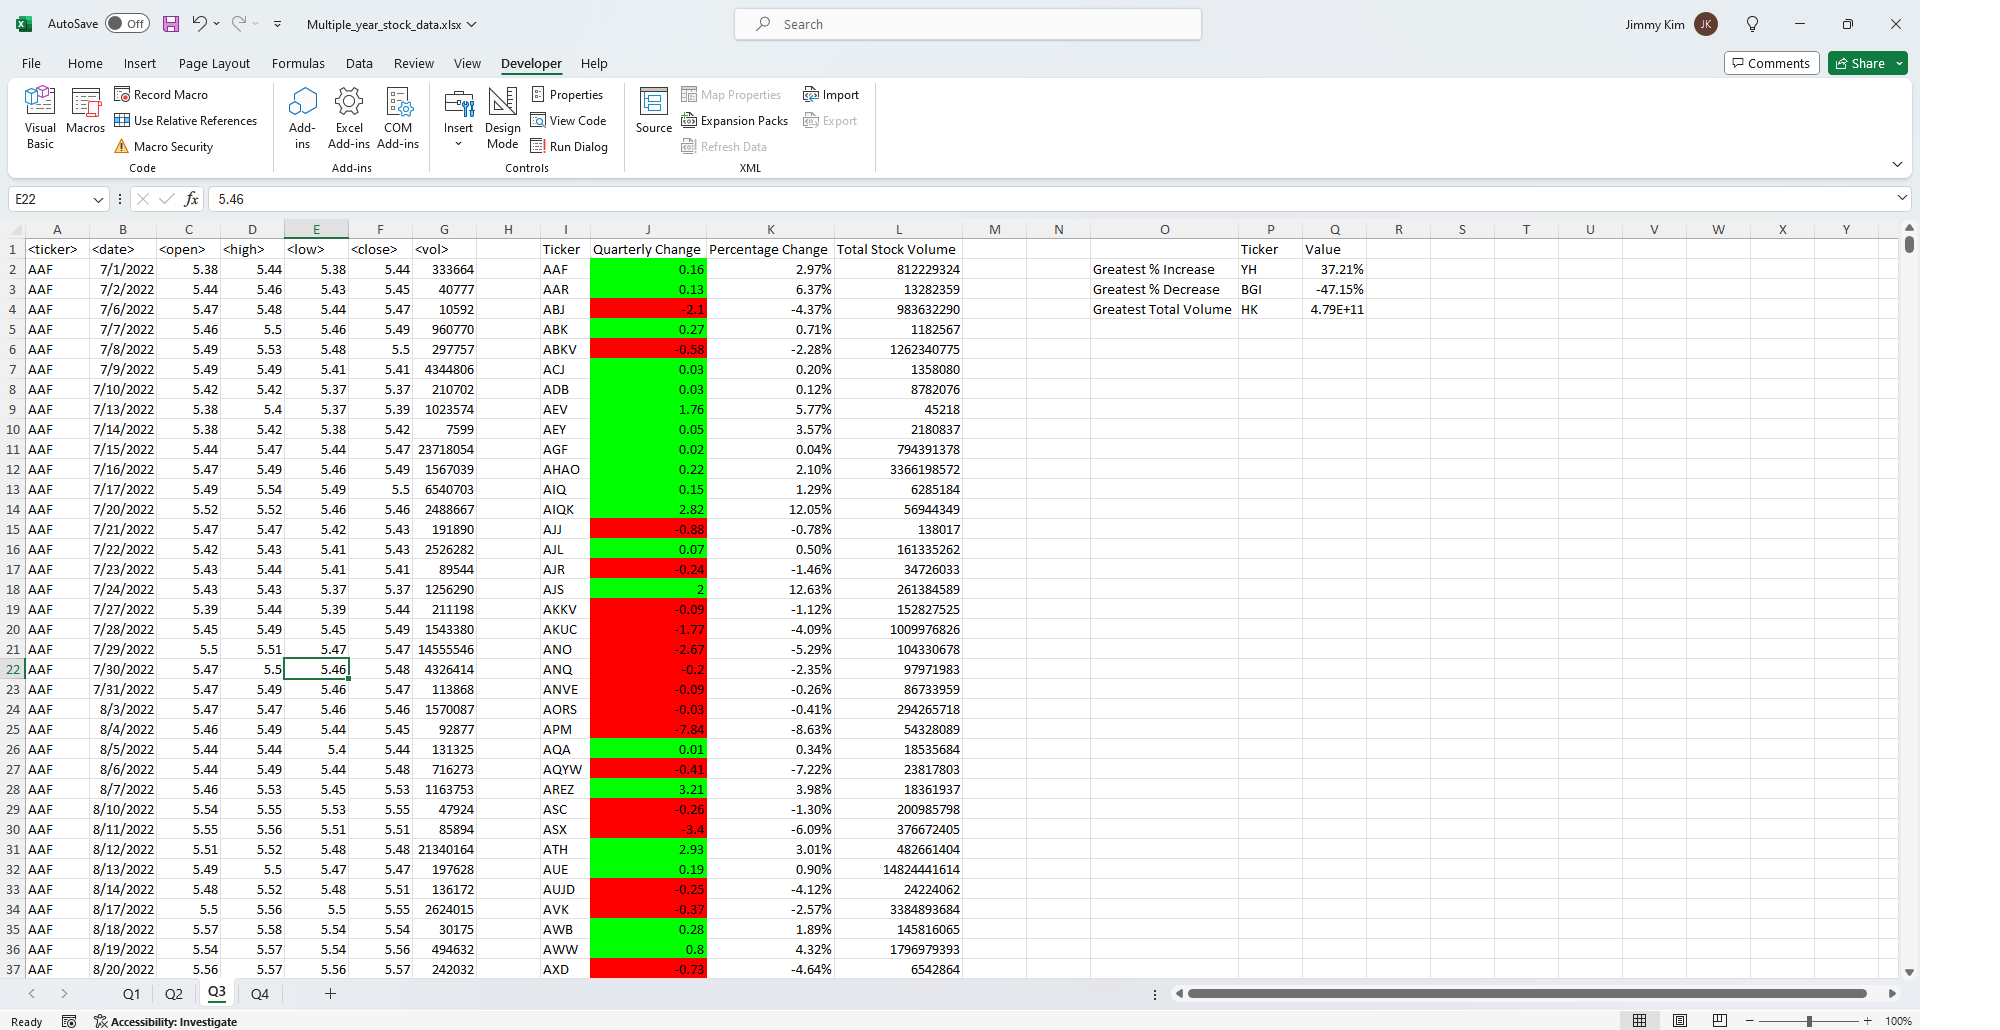 AutoSave Off Multiple_year_stock_data.xlsx Search Jimmy Kim JK
File Home Insert Page Layout Formulas Data Review View Developer Help Comments Share
Visual Basic Macros Record Macro Use Relative References Macro Security Code
Add-ins Excel Add-ins COM Add-ins Add-ins
Insert Design Mode Properties View Code Run Dialog Controls
Source Map Properties Expansion Packs Refresh Data Import Export XML
E22 fx 5.46
A B C D E F G H I J K L M N O P Q R S T U V W X Y
1 <ticker> <date> <open> <high> <low> <close> <vol> Ticker Quarterly Change Percentage Change Total Stock Volume Ticker Value
2 AAF 7/1/2022 5.38 5.44 5.38 5.44 333664 AAF 0.16 2.97% 812229324 Greatest % Increase YH 37.21%
3 AAF 7/2/2022 5.44 5.46 5.43 5.45 40777 AAR 0.13 6.37% 13282359 Greatest % Decrease BGI -47.15%
4 AAF 7/6/2022 5.47 5.48 5.44 5.47 10592 ABJ -2.1 -4.37% 983632290 Greatest Total Volume HK 4.79E+11
5 AAF 7/7/2022 5.46 5.5 5.46 5.49 960770 ABK 0.27 0.71% 1182567
6 AAF 7/8/2022 5.49 5.53 5.48 5.5 297757 ABKV -0.58 -2.28% 1262340775
7 AAF 7/9/2022 5.49 5.49 5.41 5.41 4344806 ACJ 0.03 0.20% 1358080
8 AAF 7/10/2022 5.42 5.42 5.37 5.37 210702 ADB 0.03 0.12% 8782076
9 AAF 7/13/2022 5.38 5.4 5.37 5.39 1023574 AEV 1.76 5.77% 45218
10 AAF 7/14/2022 5.38 5.42 5.38 5.42 7599 AEY 0.05 3.57% 2180837
11 AAF 7/15/2022 5.44 5.47 5.44 5.47 23718054 AGF 0.02 0.04% 794391378
12 AAF 7/16/2022 5.47 5.49 5.46 5.49 1567039 AHAO 0.22 2.10% 3366198572
13 AAF 7/17/2022 5.49 5.54 5.49 5.5 6540703 AIQ 0.15 1.29% 6285184
14 AAF 7/20/2022 5.52 5.52 5.46 5.46 2488667 AIQK 2.82 12.05% 56944349
15 AAF 7/21/2022 5.47 5.47 5.42 5.43 191890 AJJ -0.88 -0.78% 138017
16 AAF 7/22/2022 5.42 5.43 5.41 5.43 2526282 AJL 0.07 0.50% 161335262
17 AAF 7/23/2022 5.43 5.44 5.41 5.41 89544 AJR -0.24 -1.46% 34726033
18 AAF 7/24/2022 5.43 5.43 5.37 5.37 1256290 AJS 2 12.63% 261384589
19 AAF 7/27/2022 5.39 5.44 5.39 5.44 211198 AKKV -0.09 -1.12% 152827525
20 AAF 7/28/2022 5.45 5.49 5.45 5.49 1543380 AKUC -1.77 -4.09% 1009976826
21 AAF 7/29/2022 5.5 5.51 5.47 5.47 14555546 ANO -2.67 -5.29% 104330678
22 AAF 7/30/2022 5.47 5.5 5.46 5.48 4326414 ANQ -0.2 -2.35% 97971983
23 AAF 7/31/2022 5.47 5.49 5.46 5.47 113868 ANVE -0.09 -0.26% 86733959
24 AAF 8/3/2022 5.47 5.47 5.46 5.46 1570087 AORS -0.03 -0.41% 294265718
25 AAF 8/4/2022 5.46 5.49 5.44 5.45 92877 APM -7.84 -8.63% 54328089
26 AAF 8/5/2022 5.44 5.44 5.4 5.44 131325 AQA 0.01 0.34% 18535684
27 AAF 8/6/2022 5.44 5.49 5.44 5.48 716273 AQYW -0.41 -7.22% 23817803
28 AAF 8/7/2022 5.46 5.53 5.45 5.53 1163753 AREZ 3.21 3.98% 18361937
29 AAF 8/10/2022 5.54 5.55 5.53 5.55 47924 ASC -0.26 -1.30% 200985798
30 AAF 8/11/2022 5.55 5.56 5.51 5.51 85894 ASX -3.4 -6.09% 376672405
31 AAF 8/12/2022 5.51 5.52 5.48 5.48 21340164 ATH 2.93 3.01% 482661404
32 AAF 8/13/2022 5.49 5.5 5.47 5.47 197628 AUE 0.19 0.90% 14824441614
33 AAF 8/14/2022 5.48 5.52 5.48 5.51 136172 AUJD -0.25 -4.12% 24224062
34 AAF 8/17/2022 5.5 5.56 5.5 5.55 2624015 AVK -0.37 -2.57% 3384893684
35 AAF 8/18/2022 5.57 5.58 5.54 5.54 30175 AWB 0.28 1.89% 145816065
36 AAF 8/19/2022 5.54 5.57 5.54 5.56 494632 AWW 0.8 4.32% 1796979393
37 AAF 8/20/2022 5.56 5.57 5.56 5.57 242032 AXD -0.73 -4.64% 6542864
Q1 Q2 Q3 Q4
Ready Accessibility: Investigate 100%